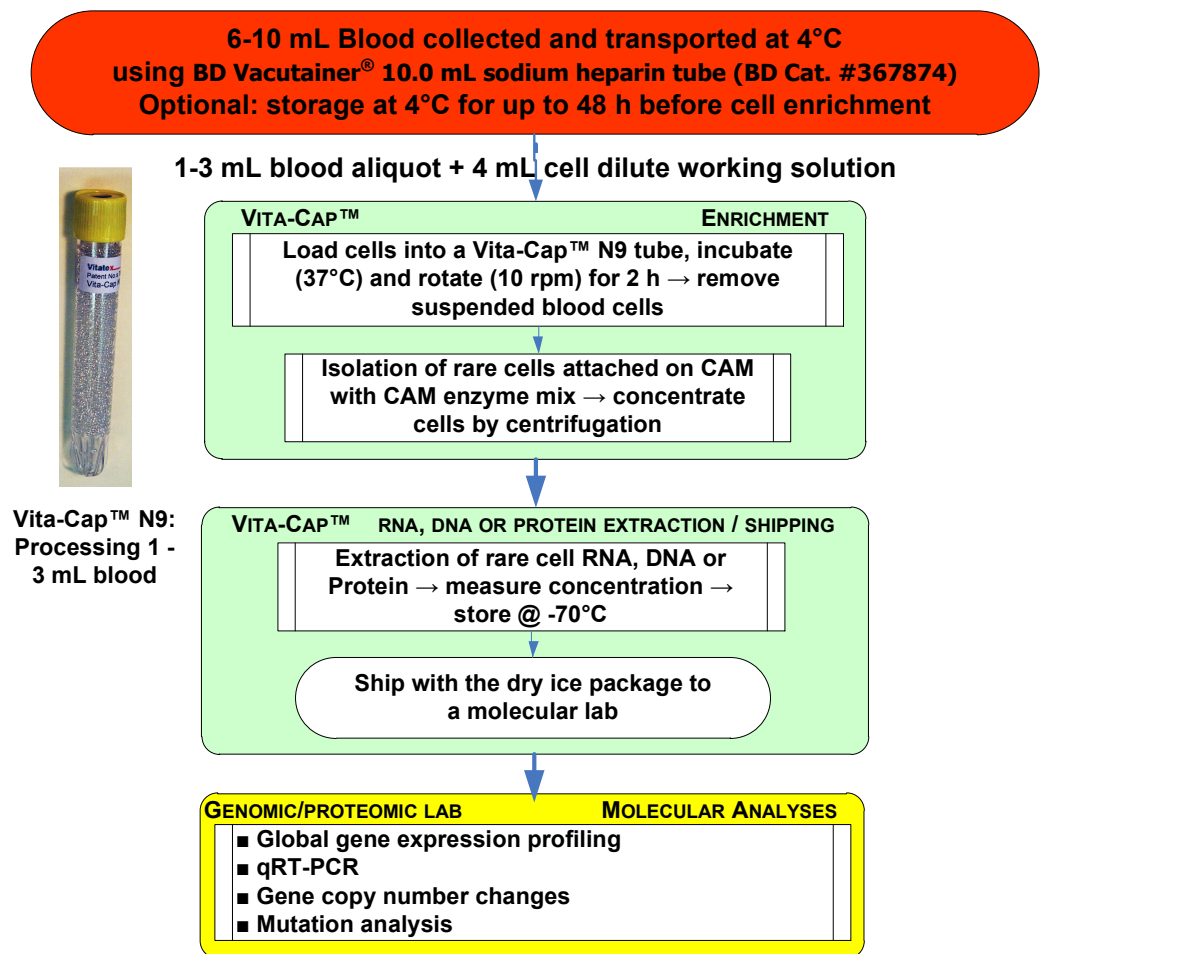 6-10 mL Blood collected and transported at 4°C
using BD Vacutainer® 10.0 mL sodium heparin tube (BD Cat. #367874)
Optional: storage at 4°C for up to 48 h before cell enrichment
1-3 mL blood aliquot + 4 mL cell dilute working solution
VITA-CAP™ ENRICHMENT
Load cells into a Vita-Cap™ N9 tube, incubate
(37°C) and rotate (10 rpm) for 2 h → remove
suspended blood cells
Isolation of rare cells attached on CAM
with CAM enzyme mix → concentrate
cells by centrifugation
Vitatex
Patent No.
Vita-Cap
Vita-Cap™ N9:
Processing 1 -
3 mL blood
VITA-CAP™ RNA, DNA OR PROTEIN EXTRACTION / SHIPPING
Extraction of rare cell RNA, DNA or
Protein → measure concentration →
store @ -70°C
Ship with the dry ice package to
a molecular lab
GENOMIC/PROTEOMIC LAB MOLECULAR ANALYSES
■ Global gene expression profiling
■ qRT-PCR
■ Gene copy number changes
■ Mutation analysis